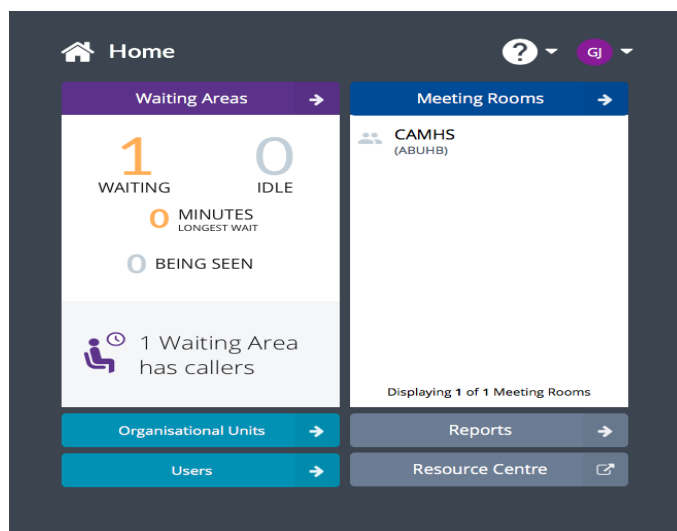 Home
?
GJ
Waiting Areas
Meeting Rooms
1
0
WAITING
IDLE
0 MINUTES
LONGEST WAIT
0 BEING SEEN
1 Waiting Area
has callers
CAMHS
(ABUHB)
Displaying 1 of 1 Meeting Rooms
Organisational Units
Reports
Users
Resource Centre